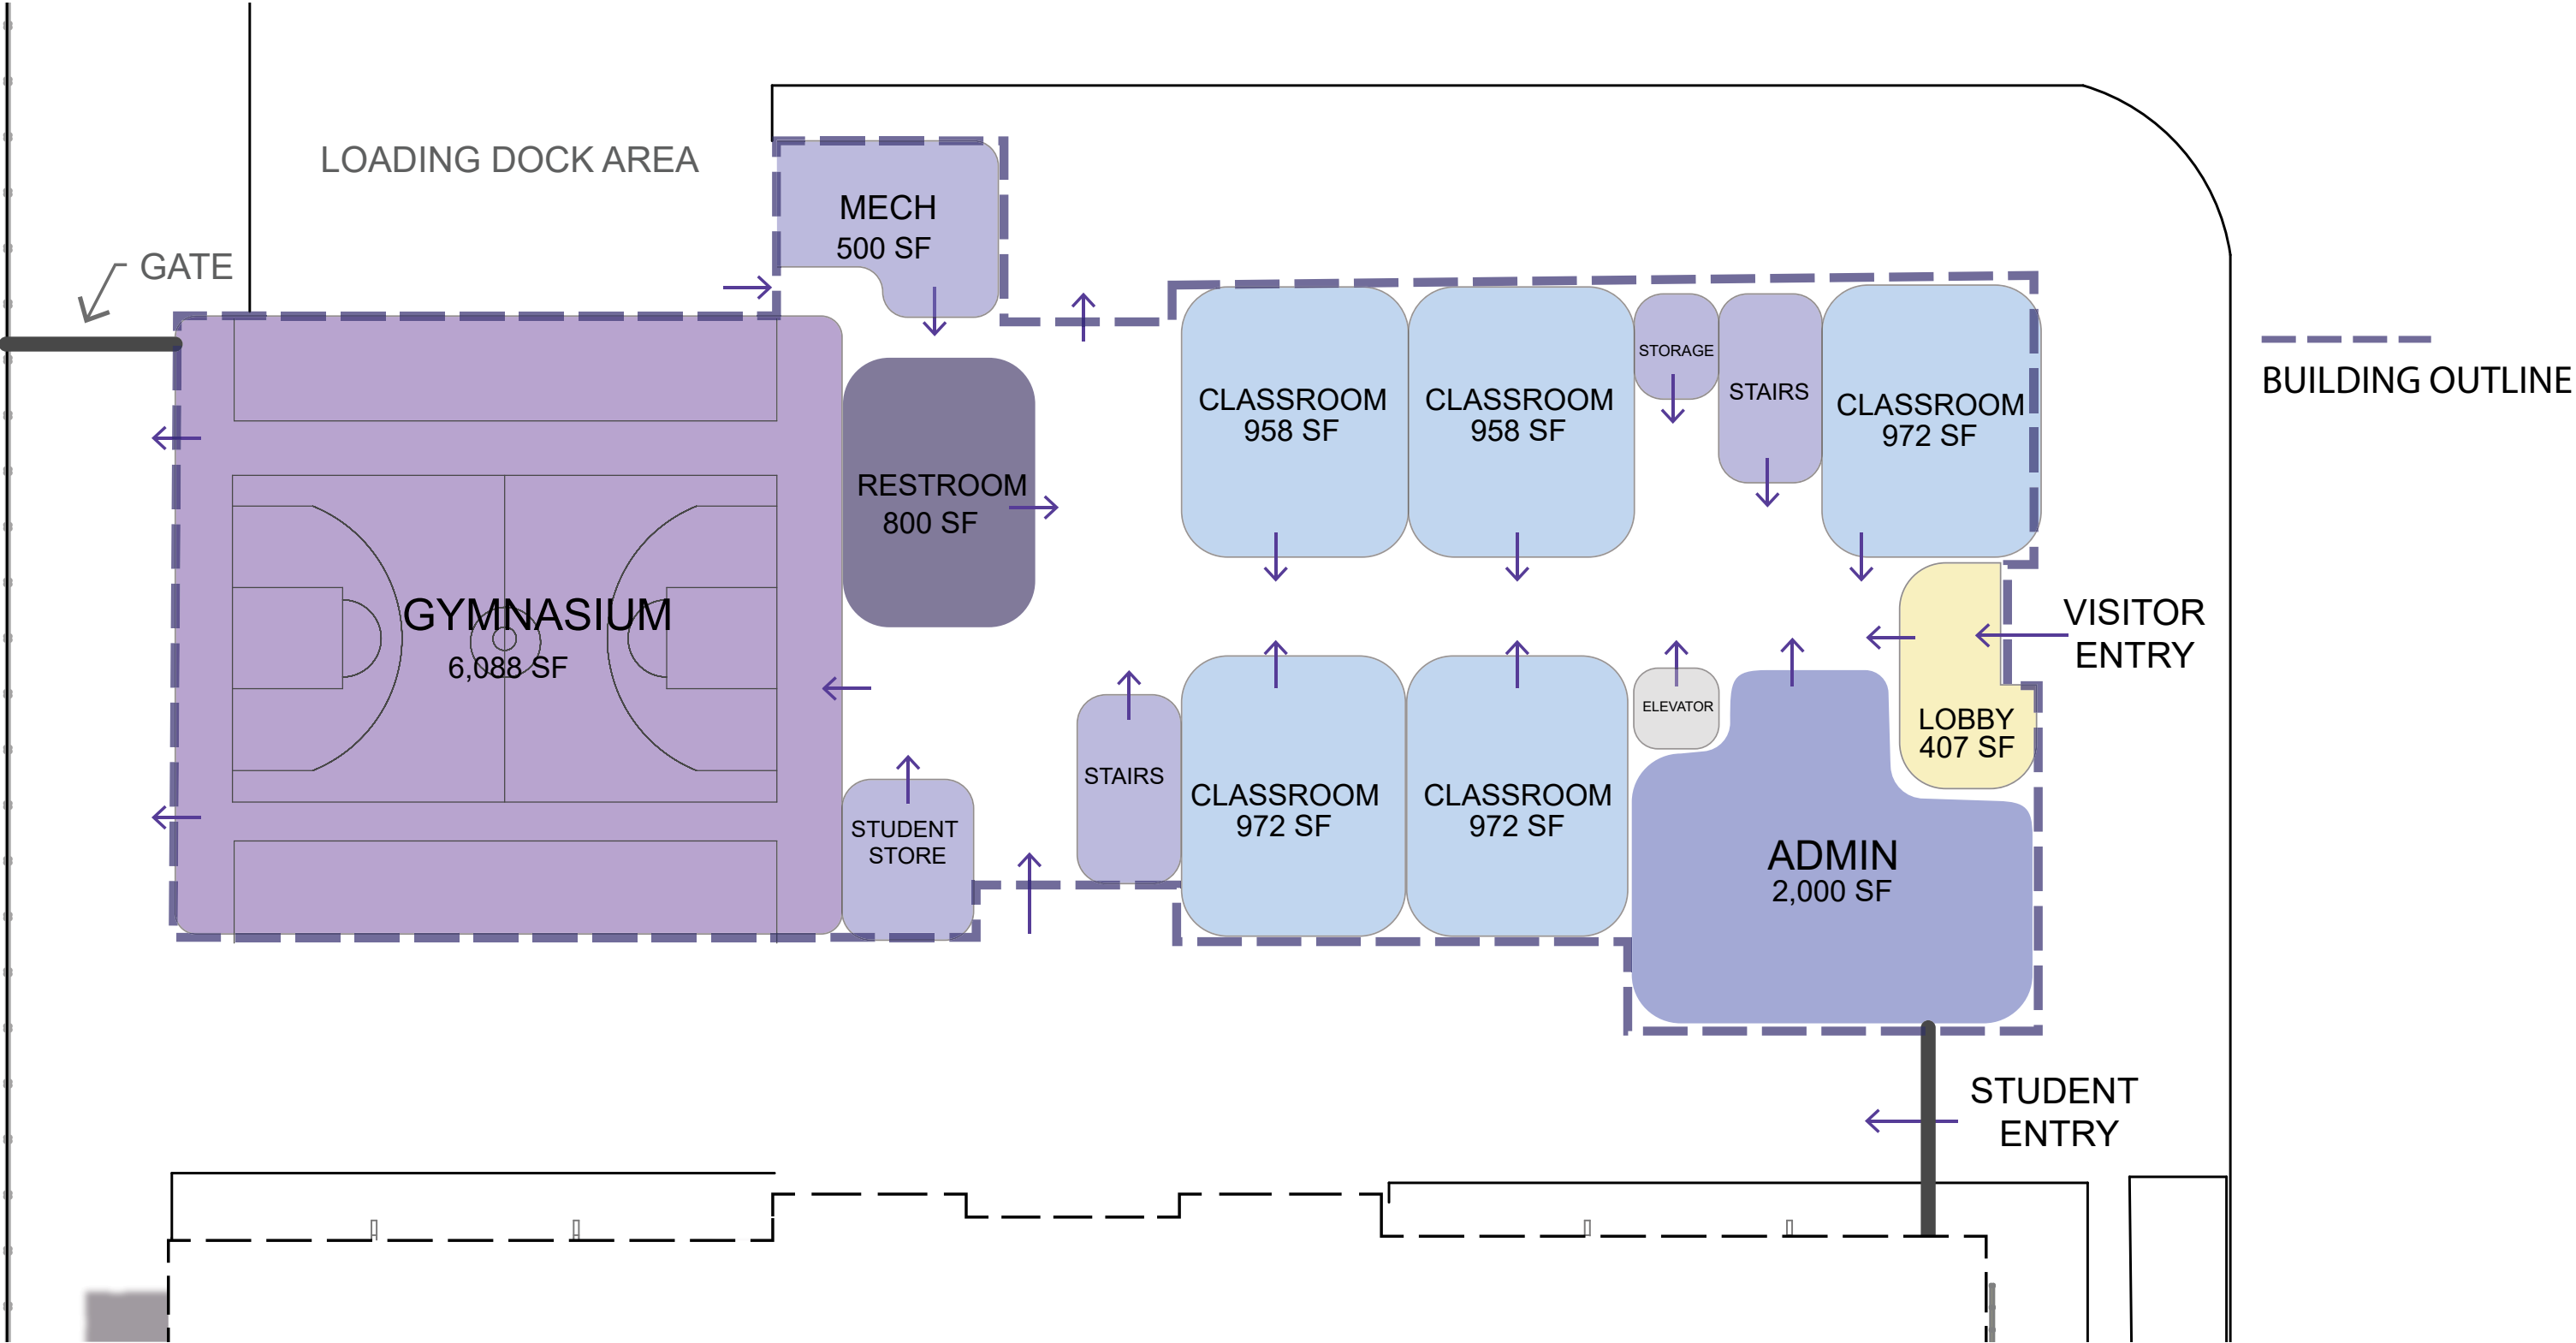 LOADING DOCK AREA
MECH
500 SF
GATE
BUILDING OUTLINE
CLASSROOM
958 SF
CLASSROOM
958 SF
STORAGE
STAIRS
CLASSROOM
972 SF
RESTROOM
800 SF
GYMNASIUM
6,088 SF
VISITOR
ENTRY
ELEVATOR
LOBBY
407 SF
STAIRS
CLASSROOM
972 SF
CLASSROOM
972 SF
STUDENT
STORE
ADMIN
2,000 SF
STUDENT
ENTRY